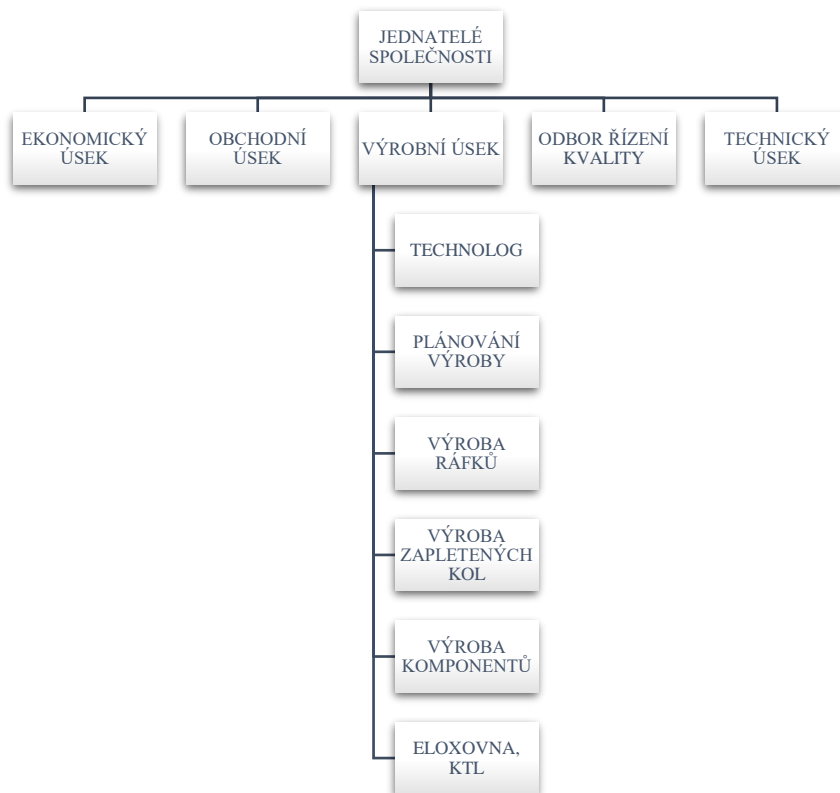 JEDNATELÉ
SPOLEČNOSTI
EKONOMICKÝ
ÚSEK
OBCHODNÍ
ÚSEK
VÝROBNÍ ÚSEK
ODBOR ŘÍZENÍ
KVALITY
TECHNICKÝ
ÚSEK
TECHNOLOG
PLÁNOVÁNÍ
VÝROBY
VÝROBA
RÁFKŮ
VÝROBA
ZAPLETENÝCH
KOL
VÝROBA
KOMPONENTŮ
ELOXOVNA,
KTL